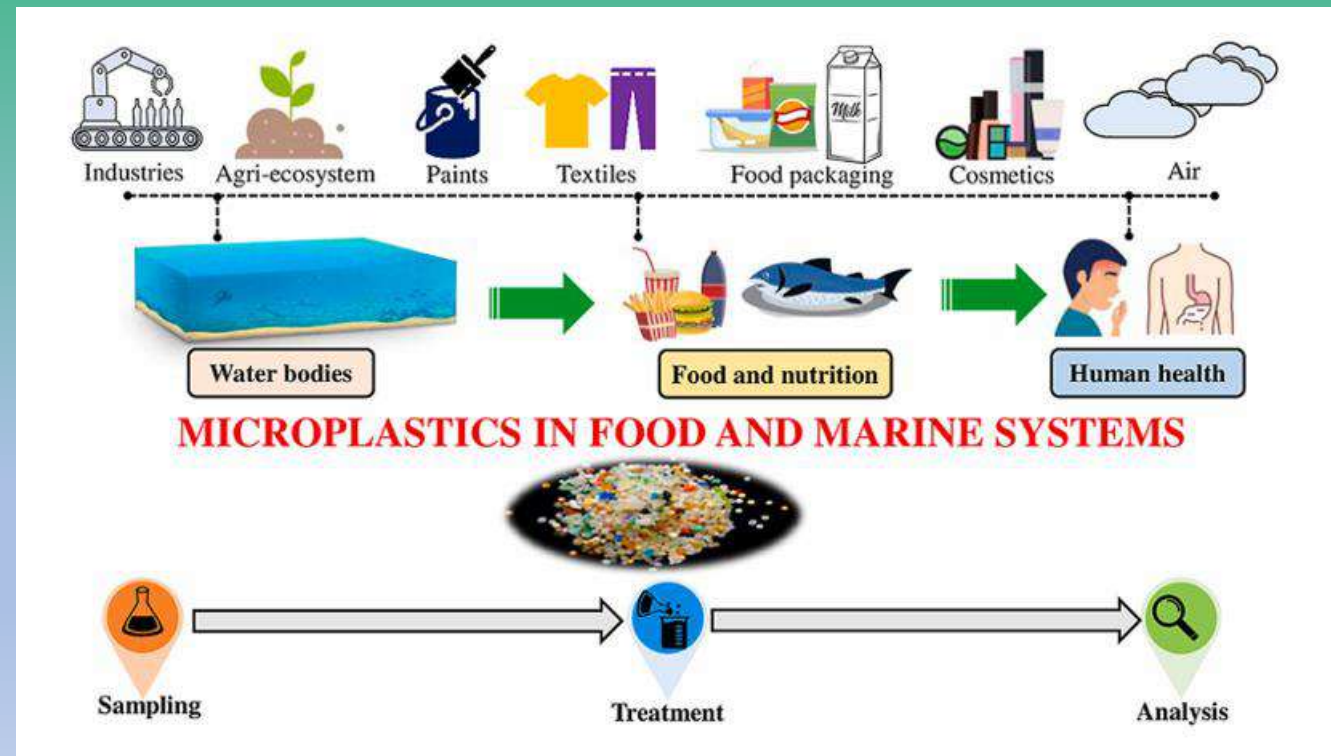 Industries
Agri-ecosystem
Paints
Textiles
Milk
Food packaging
Cosmetics
Air
Water bodies
Food and nutrition
Human health
MICROPLASTICS IN FOOD AND MARINE SYSTEMS
Sampling
Treatment
Analysis